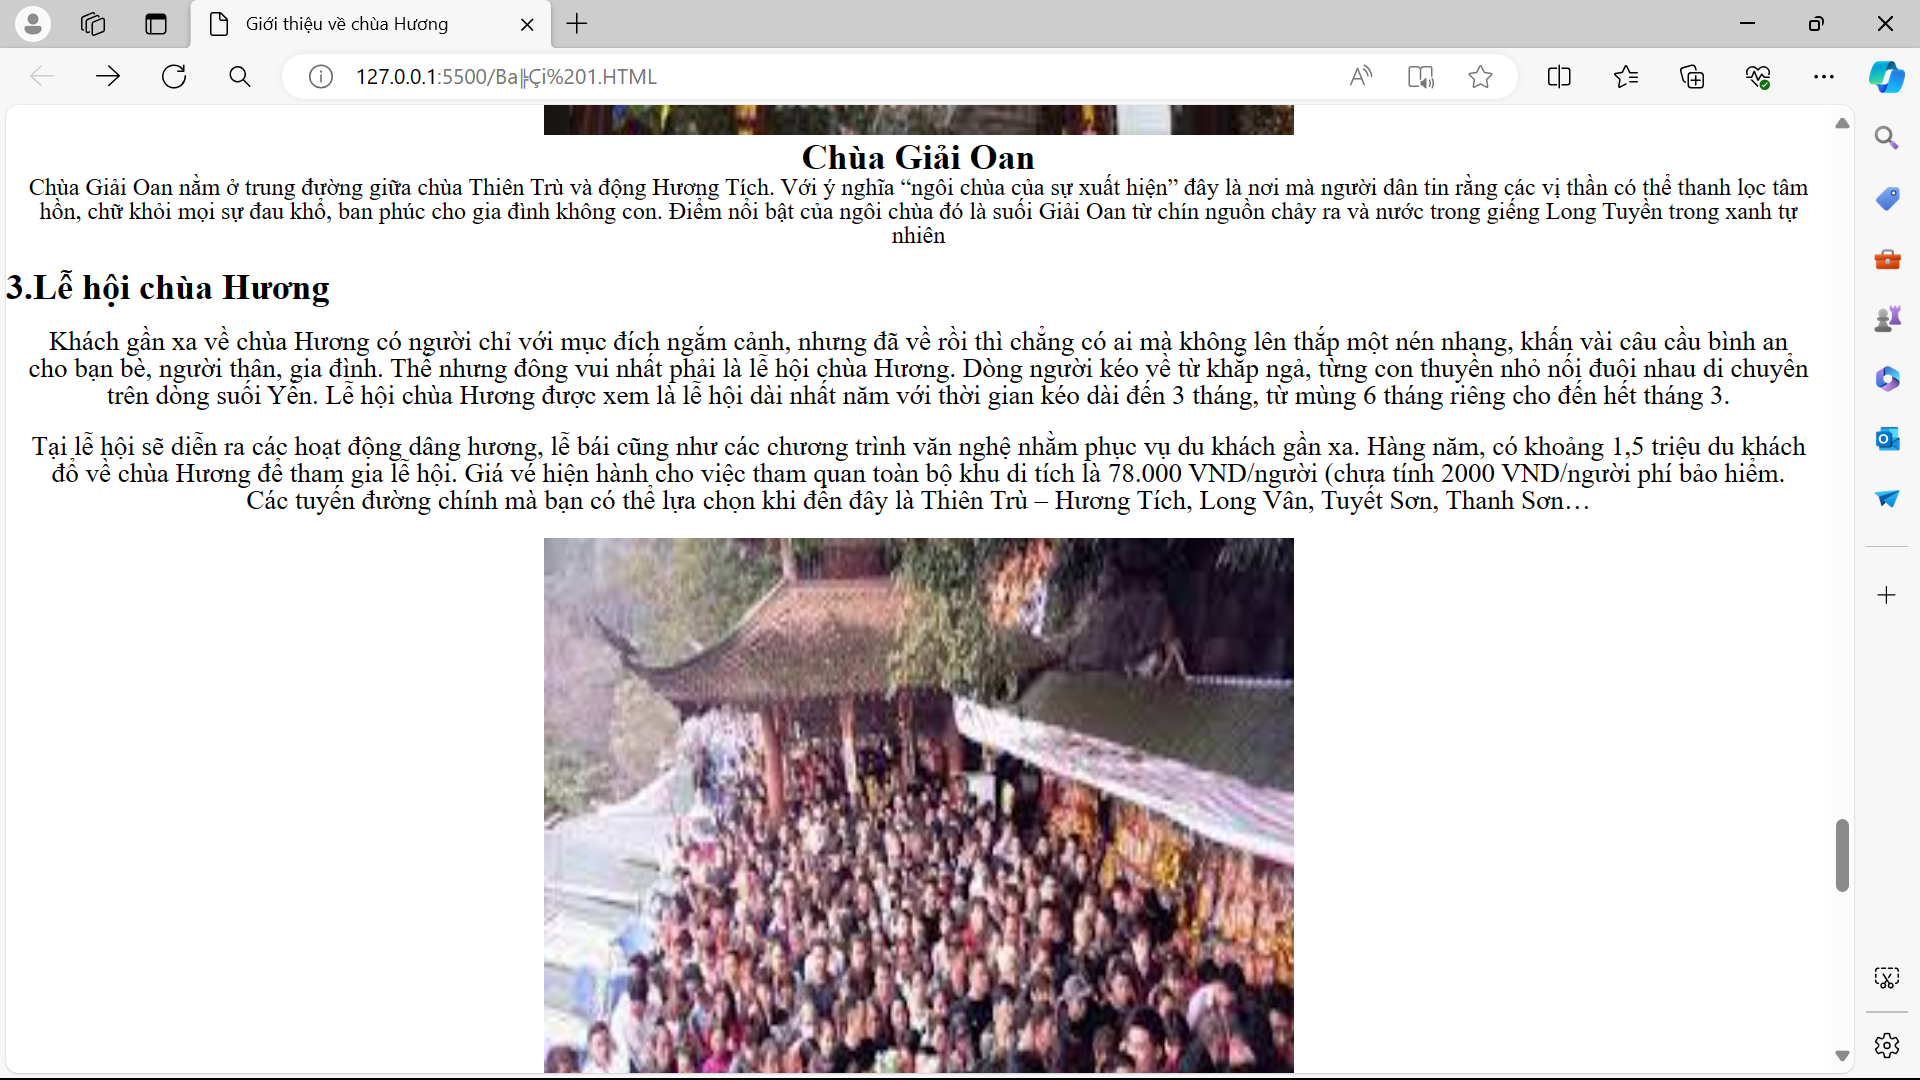 Giới thiệu về chùa Hương
127.0.0.1:5500/Ba╠Çi%201.HTML
Chùa Giải Oan
Chùa Giải Oan nằm ở trung đường giữa chùa Thiên Trù và động Hương Tích. Với ý nghĩa “ngôi chùa của sự xuất hiện” đây là nơi mà người dân tin rằng các vị thần có thể thanh lọc tâm
hồn, chữ khỏi mọi sự đau khổ, ban phúc cho gia đình không con. Điểm nổi bật của ngôi chùa đó là suối Giải Oan từ chín nguồn chảy ra và nước trong giếng Long Tuyền trong xanh tự
nhiên
3.Lễ hội chùa Hương
Khách gần xa về chùa Hương có người chỉ với mục đích ngắm cảnh, nhưng đã về rồi thì chẳng có ai mà không lên thắp một nén nhang, khấn vài câu cầu bình an
cho bạn bè, người thân, gia đình. Thế nhưng đông vui nhất phải là lễ hội chùa Hương. Dòng người kéo về từ khắp ngả, từng con thuyền nhỏ nối đuôi nhau di chuyển
trên dòng suối Yến. Lễ hội chùa Hương được xem là lễ hội dài nhất năm với thời gian kéo dài đến 3 tháng, từ mùng 6 tháng riêng cho đến hết tháng 3.
Tại lễ hội sẽ diễn ra các hoạt động dâng hương, lễ bái cũng như các chương trình văn nghệ nhằm phục vụ du khách gần xa. Hàng năm, có khoảng 1,5 triệu du khách
đổ về chùa Hương để tham gia lễ hội. Giá vé hiện hành cho việc tham quan toàn bộ khu di tích là 78.000 VND/người (chưa tính 2000 VND/người phí bảo hiểm.
Các tuyến đường chính mà bạn có thể lựa chọn khi đến đây là Thiên Trù – Hương Tích, Long Vân, Tuyết Sơn, Thanh Sơn…